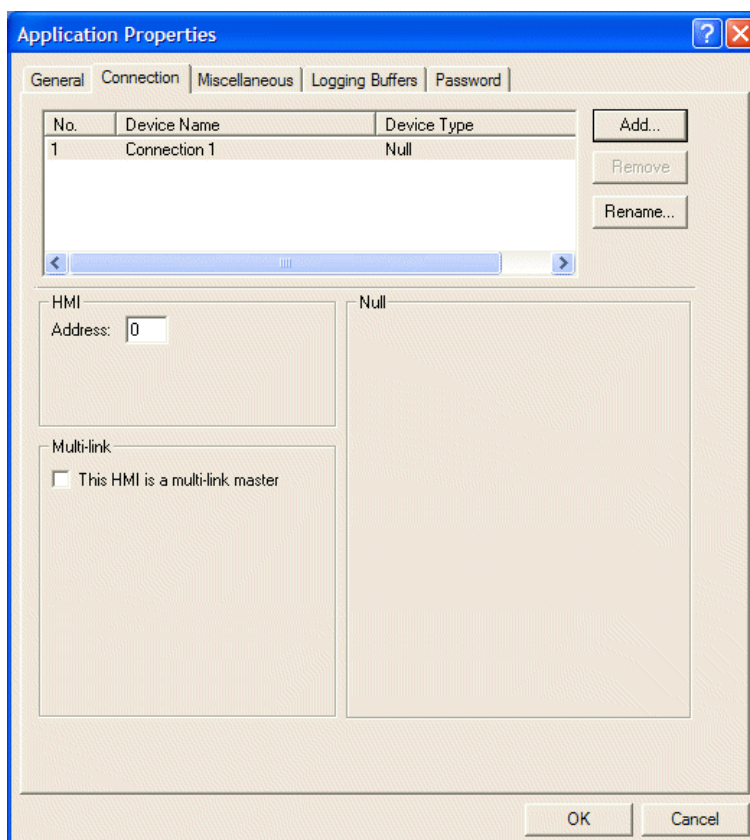 Application Properties
General Connection Miscellaneous Logging Buffers Password
No. Device Name Device Type
1 Connection 1 Null
Add...
Remove
Rename...
HMI
Address: 0
Multi-link
This HMI is a multi-link master
Null
OK Cancel